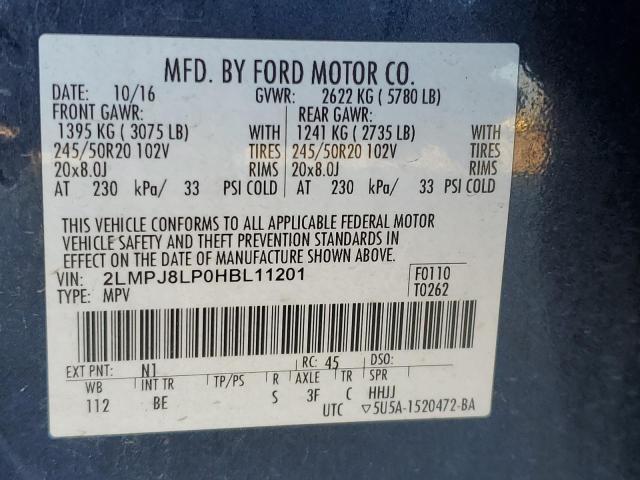 MFD. BY FORD MOTOR CO.
DATE: 10/16 GVWR: 2622 KG ( 5780 LB)
FRONT GAWR: REAR GAWR:
1395 KG ( 3075 LB) WITH 1241 KG ( 2735 LB) WITH
245/50R20 102V TIRES 245/50R20 102V TIRES
20x8.0J RIMS 20x8.0J RIMS
AT 230 kPa/ 33 PSI COLD AT 230 kPa/ 33 PSI COLD
THIS VEHICLE CONFORMS TO ALL APPLICABLE FEDERAL MOTOR
VEHICLE SAFETY AND THEFT PREVENTION STANDARDS IN
EFFECT ON THE DATE OF MANUFACTURE SHOWN ABOVE.
VIN: 2LMPJ8LP0HBL11201 F0110
TYPE: MPV T0262
EXT PNT: N1 RC: 45 DSO:
WB INT TR TP/PS R AXLE TR SPR
112 BE S 3F C HHJJ
UTC ▽5U5A-1520472-BA